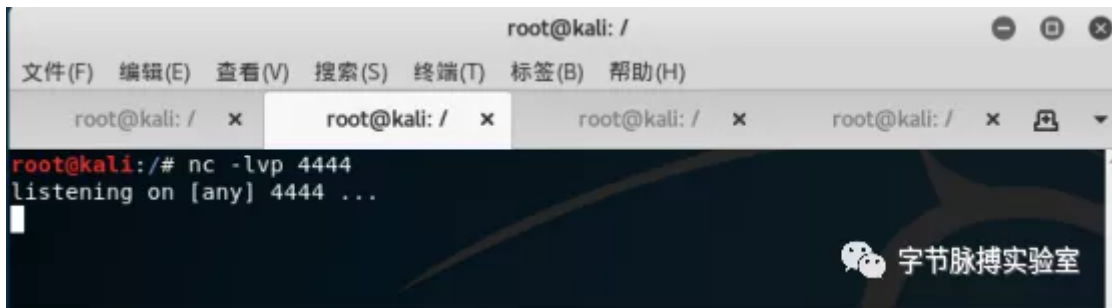 root@kali: /
文件(F) 编辑(E) 查看(V) 搜索(S) 终端(T) 标签(B) 帮助(H)
root@kali: / × root@kali: / × root@kali: / × root@kali: / ×
root@kali:/# nc -lvp 4444
listening on [any] 4444 ...
字节脉搏实验室